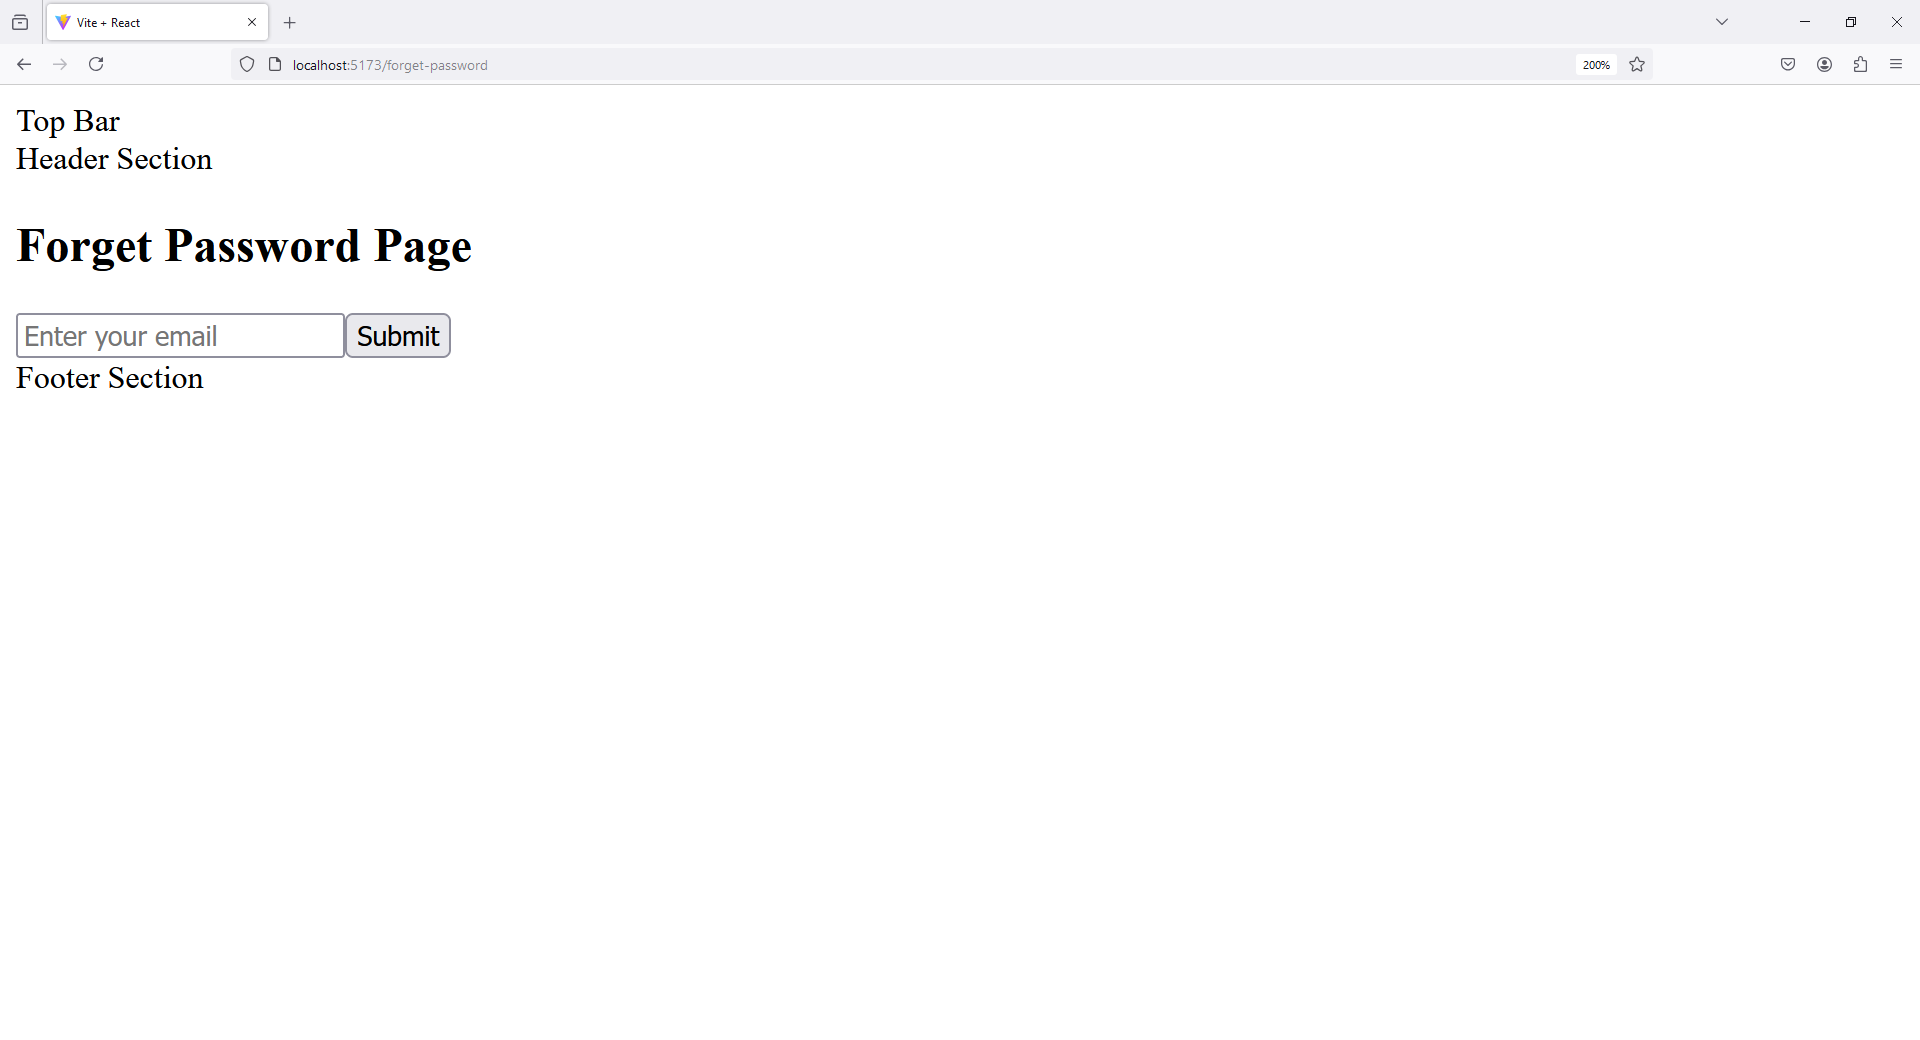 Vite + React
localhost:5173/forget-password
200%
Top Bar
Header Section
Forget Password Page
Enter your email
Submit
Footer Section